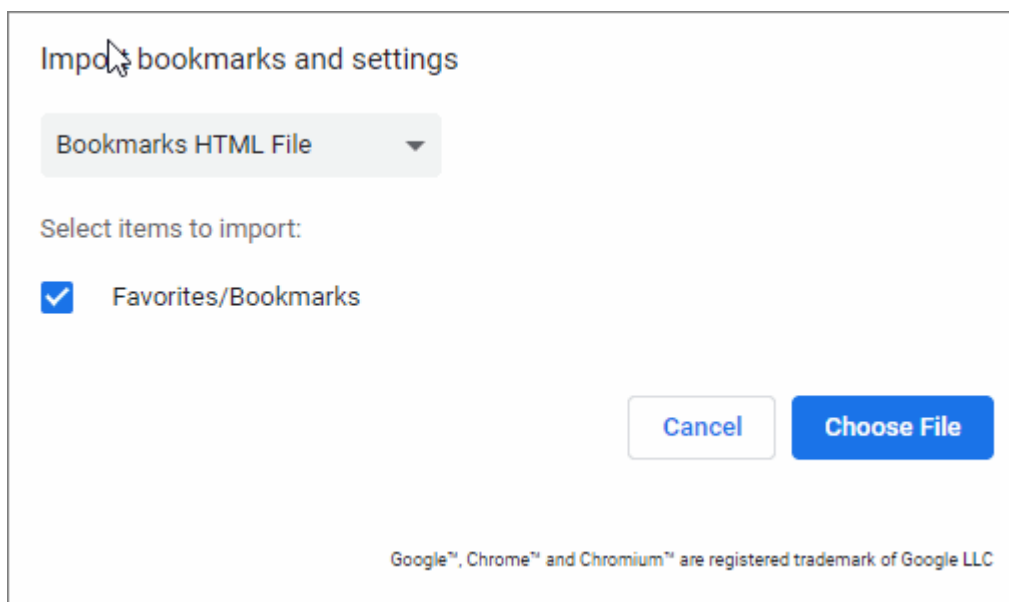 Import bookmarks and settings
Bookmarks HTML File
Select items to import:
Favorites/Bookmarks
Cancel
Choose File
Google™, Chrome™ and Chromium™ are registered trademark of Google LLC